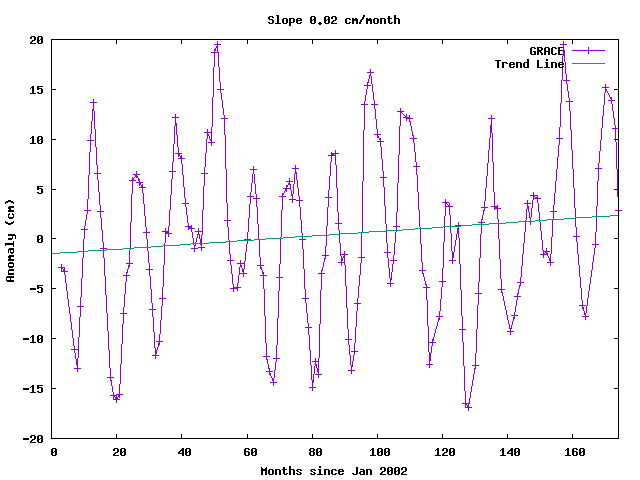 Slope 0.02 cm/month
GRACE
Trend Line
20
15
10
5
0
-5
-10
-15
-20
Anomaly (cm)
0 20 40 60 80 100 120 140 160
Months since Jan 2002